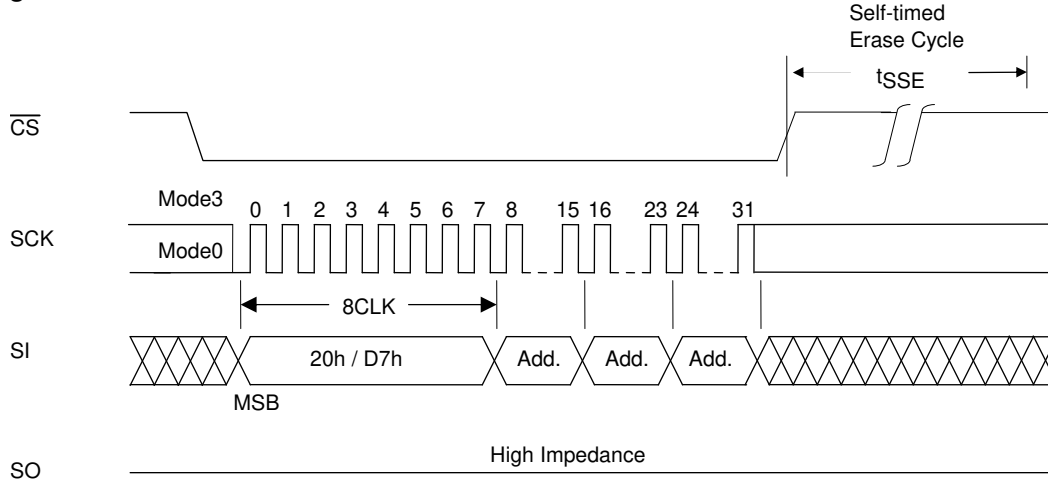 Self-timed
Erase Cycle
tSSE
CS
Mode3
0 1 2 3 4 5 6 7 8 15 16 23 24 31
SCK
Mode0
8CLK
SI
20h / D7h Add. Add. Add.
MSB
High Impedance
SO